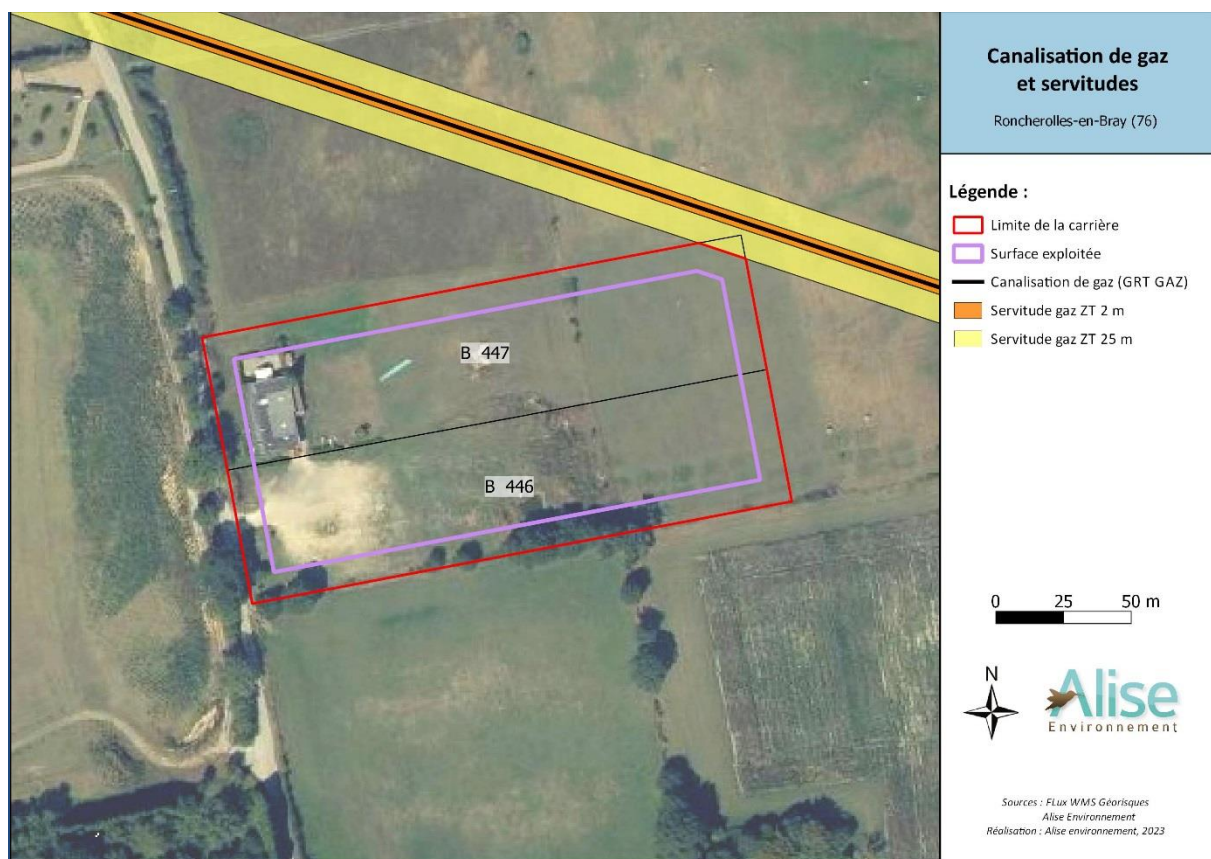 Canalisation de gaz
et servitudes
Roncherolles-en-Bray (76)
Légende :
Limite de la carrière
Surface exploitée
Canalisation de gaz (GRT GAZ)
Servitude gaz ZT 2 m
Servitude gaz ZT 25 m
B 447
B 446
0 25 50 m
N
Alise
Environnement
Sources : FLux WMS Géorisques
Alise Environnement
Réalisation : Alise environnement, 2023